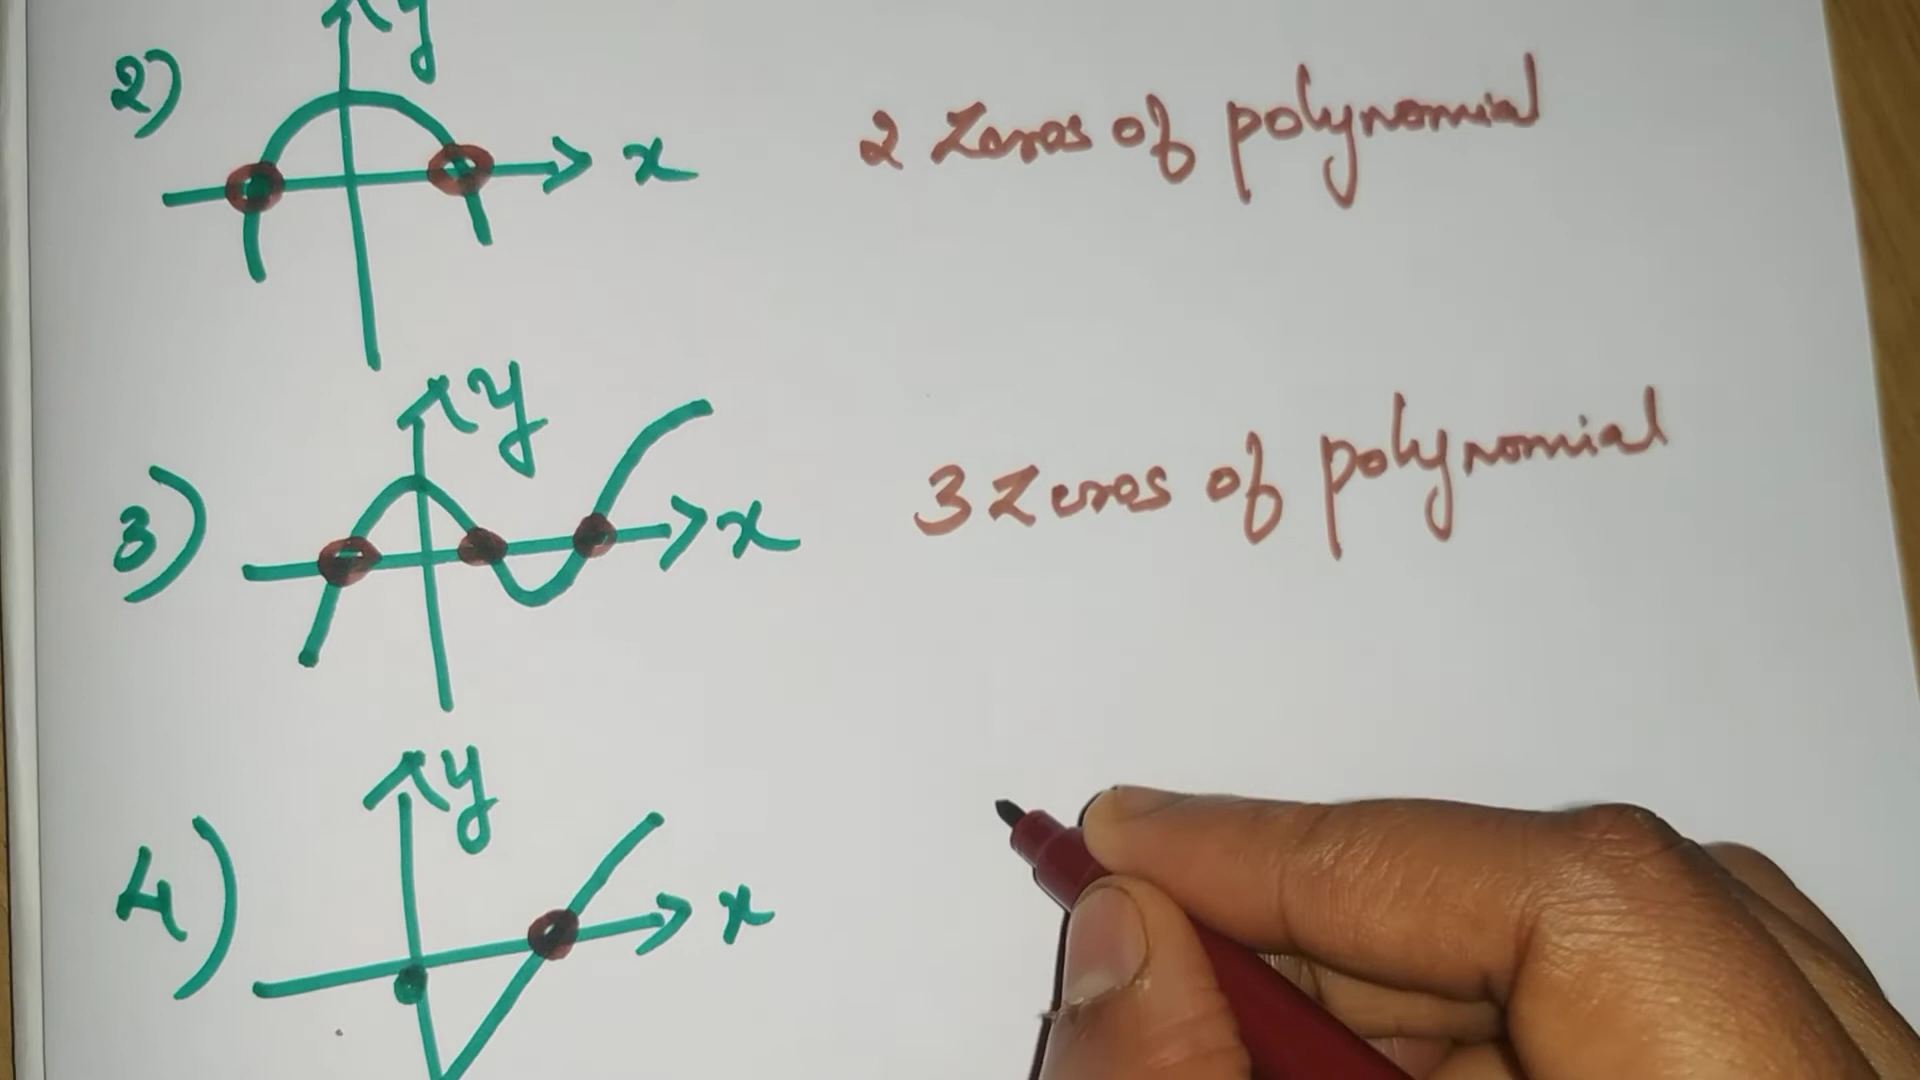 y
2)
x
2 Zeros of polynomial
y
3)
x
3 Zeros of polynomial
y
4)
x